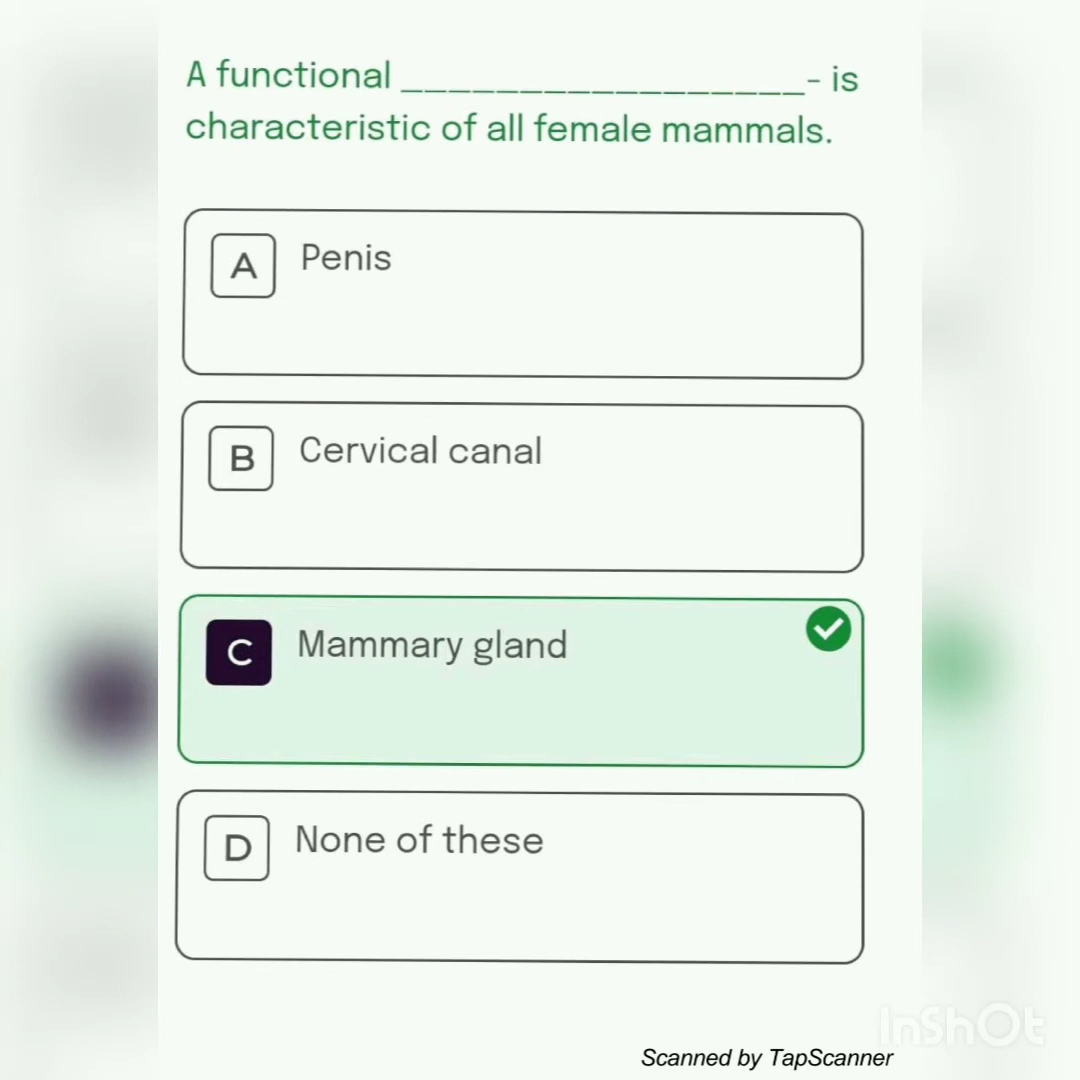 A functional _________________- is
characteristic of all female mammals.
A Penis
B Cervical canal
C Mammary gland
D None of these
InShOt
Scanned by TapScanner